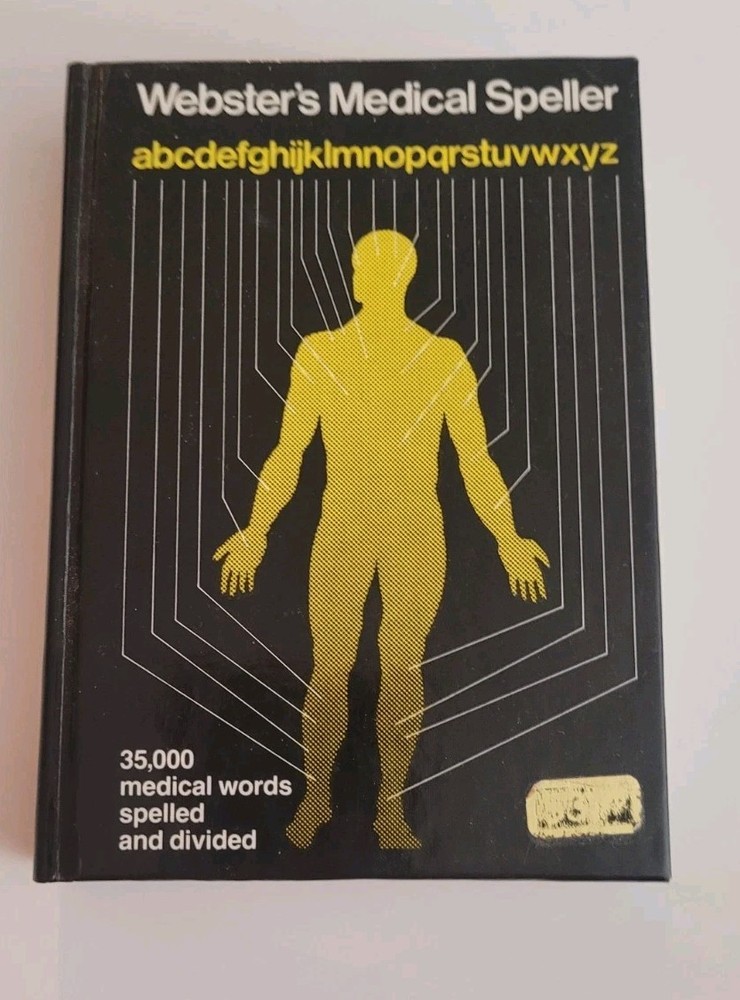 Webster's Medical Speller
abcdefghijklmnopqrstuvwxyz
35,000
medical words
spelled
and divided